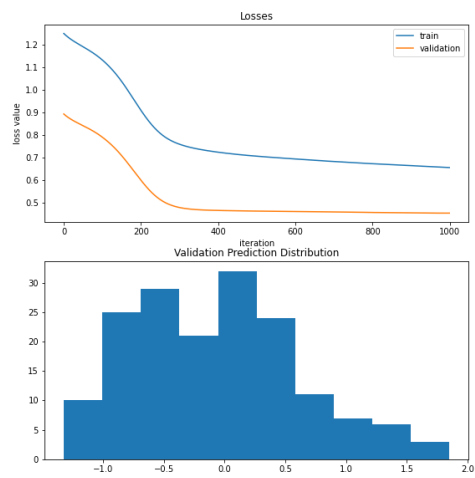 Losses
train
validation
1.2
1.1
1.0
0.9
0.8
0.7
0.6
0.5
loss value
0 200 400 600 800 1000
iteration
Validation Prediction Distribution
30
25
20
15
10
5
0
−1.0 −0.5 0.0 0.5 1.0 1.5 2.0